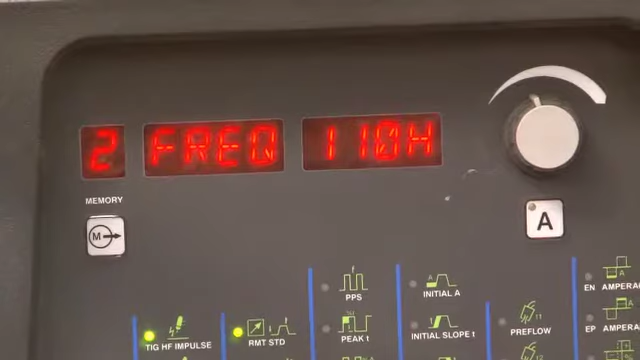 2 FREQ 110H
MEMORY
M
A
A
PPS
INITIAL A
EN AMPERA
TIG HF IMPULSE
RMT STD
PEAK t
INITIAL SLOPE t
PREFLOW
EP AMPERA